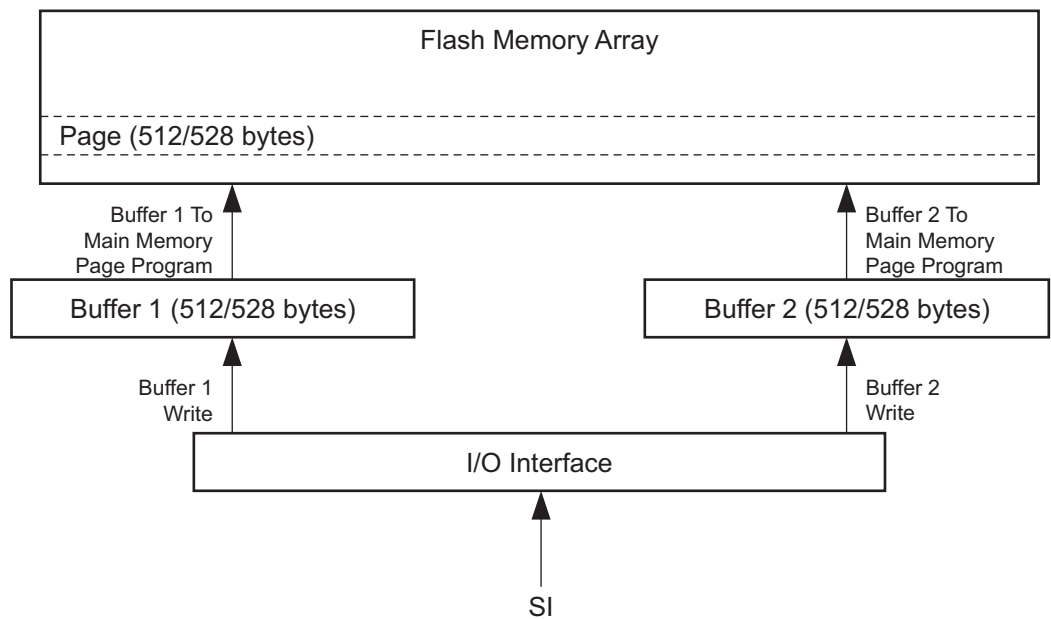 Flash Memory Array
Page (512/528 bytes)
Buffer 1 To
Main Memory
Page Program
Buffer 2 To
Main Memory
Page Program
Buffer 1 (512/528 bytes)
Buffer 2 (512/528 bytes)
Buffer 1
Write
Buffer 2
Write
I/O Interface
SI